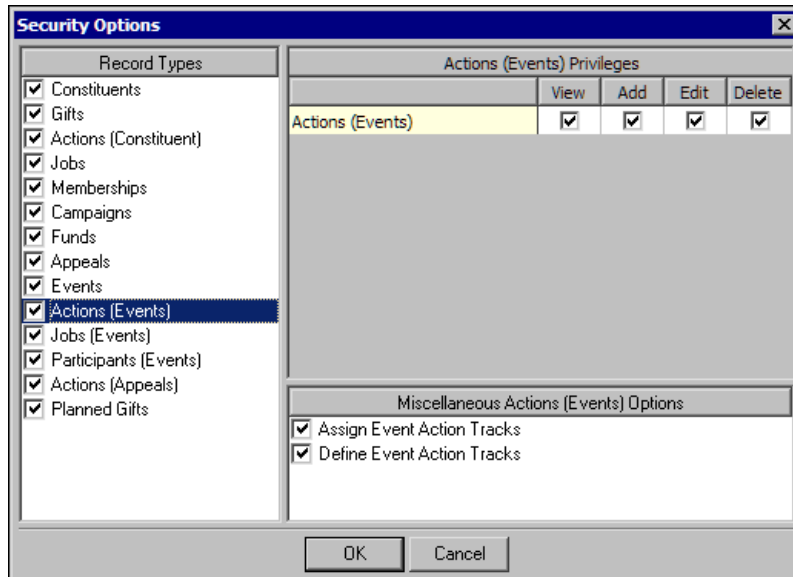 Security Options
Record Types
Constituents
Gifts
Actions (Constituent)
Jobs
Memberships
Campaigns
Funds
Appeals
Events
Actions (Events)
Jobs (Events)
Participants (Events)
Actions (Appeals)
Planned Gifts
Actions (Events) Privileges
View Add Edit Delete
Actions (Events)
Miscellaneous Actions (Events) Options
Assign Event Action Tracks
Define Event Action Tracks
OK Cancel